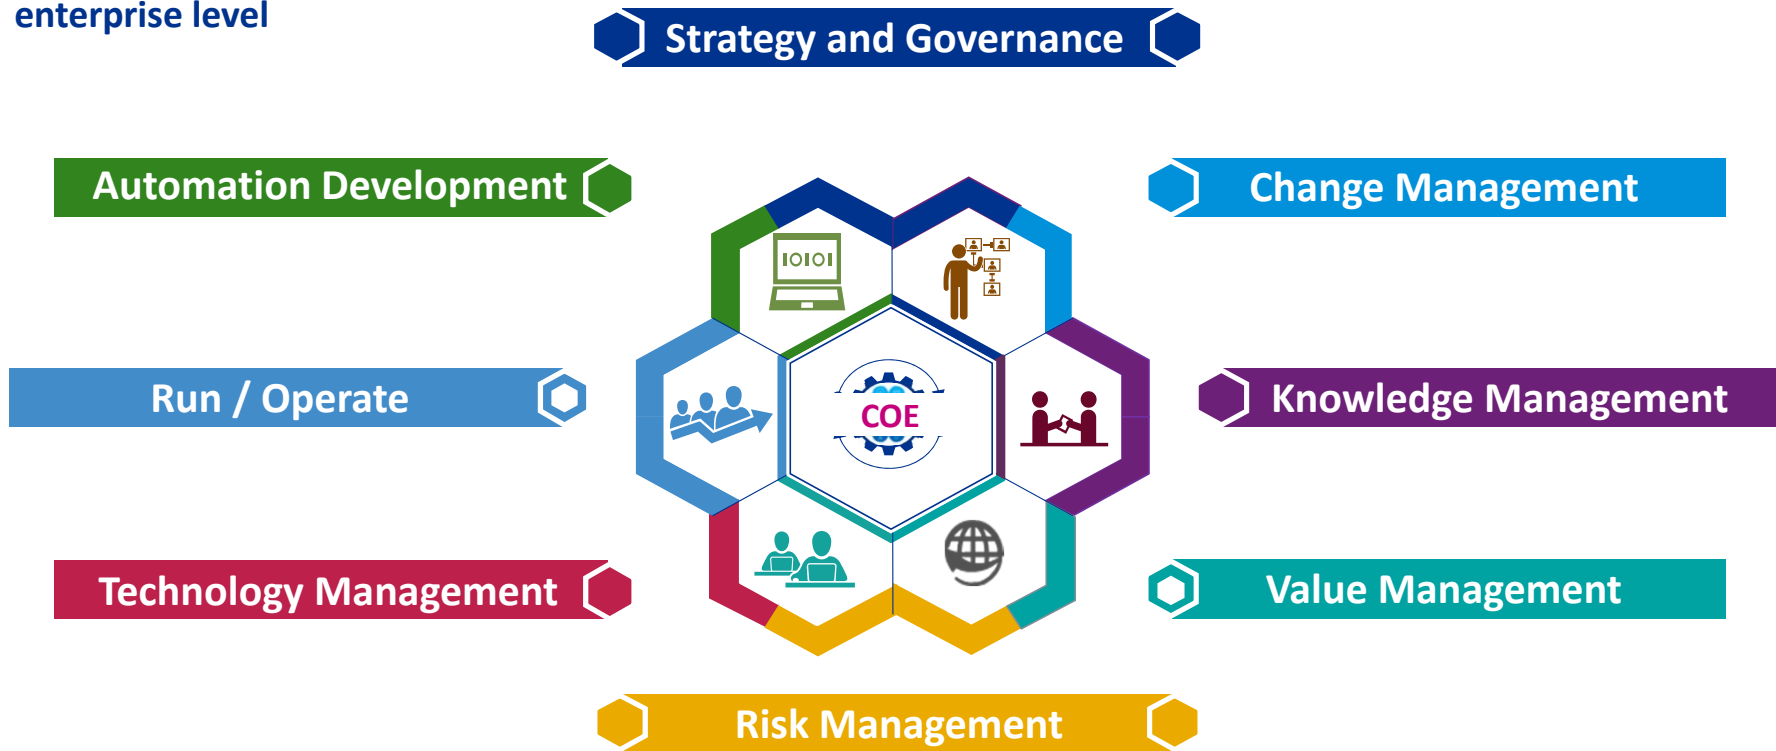 enterprise level
Strategy and Governance
Automation Development
Change Management
10101
Run / Operate
COE
Knowledge Management
Technology Management
Value Management
Risk Management